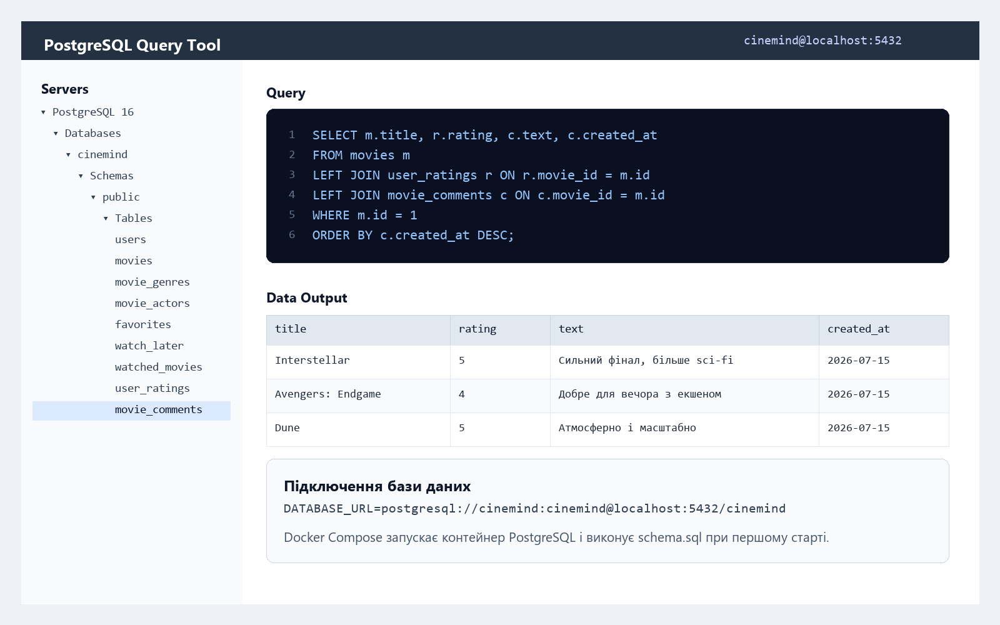 PostgreSQL Query Tool
cinemind@localhost:5432
Servers
▾ PostgreSQL 16
▾ Databases
▾ cinemind
▾ Schemas
▾ public
▾ Tables
users
movies
movie_genres
movie_actors
favorites
watch_later
watched_movies
user_ratings
movie_comments
Query
1 SELECT m.title, r.rating, c.text, c.created_at
2 FROM movies m
3 LEFT JOIN user_ratings r ON r.movie_id = m.id
4 LEFT JOIN movie_comments c ON c.movie_id = m.id
5 WHERE m.id = 1
6 ORDER BY c.created_at DESC;
Data Output
title rating text created_at
Interstellar 5 Сильний фінал, більше sci-fi 2026-07-15
Avengers: Endgame 4 Добре для вечора з екшеном 2026-07-15
Dune 5 Атмосферно і масштабно 2026-07-15
Підключення бази даних
DATABASE_URL=postgresql://cinemind:cinemind@localhost:5432/cinemind
Docker Compose запускає контейнер PostgreSQL і виконує schema.sql при першому старті.